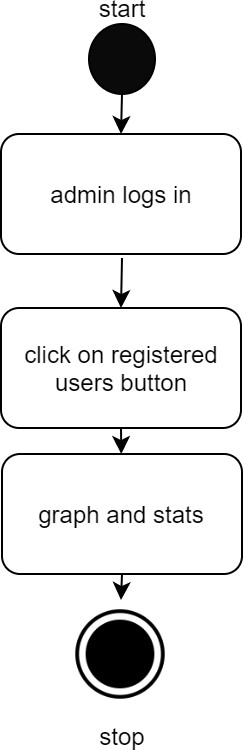 start
admin logs in
click on registered
users button
graph and stats
stop